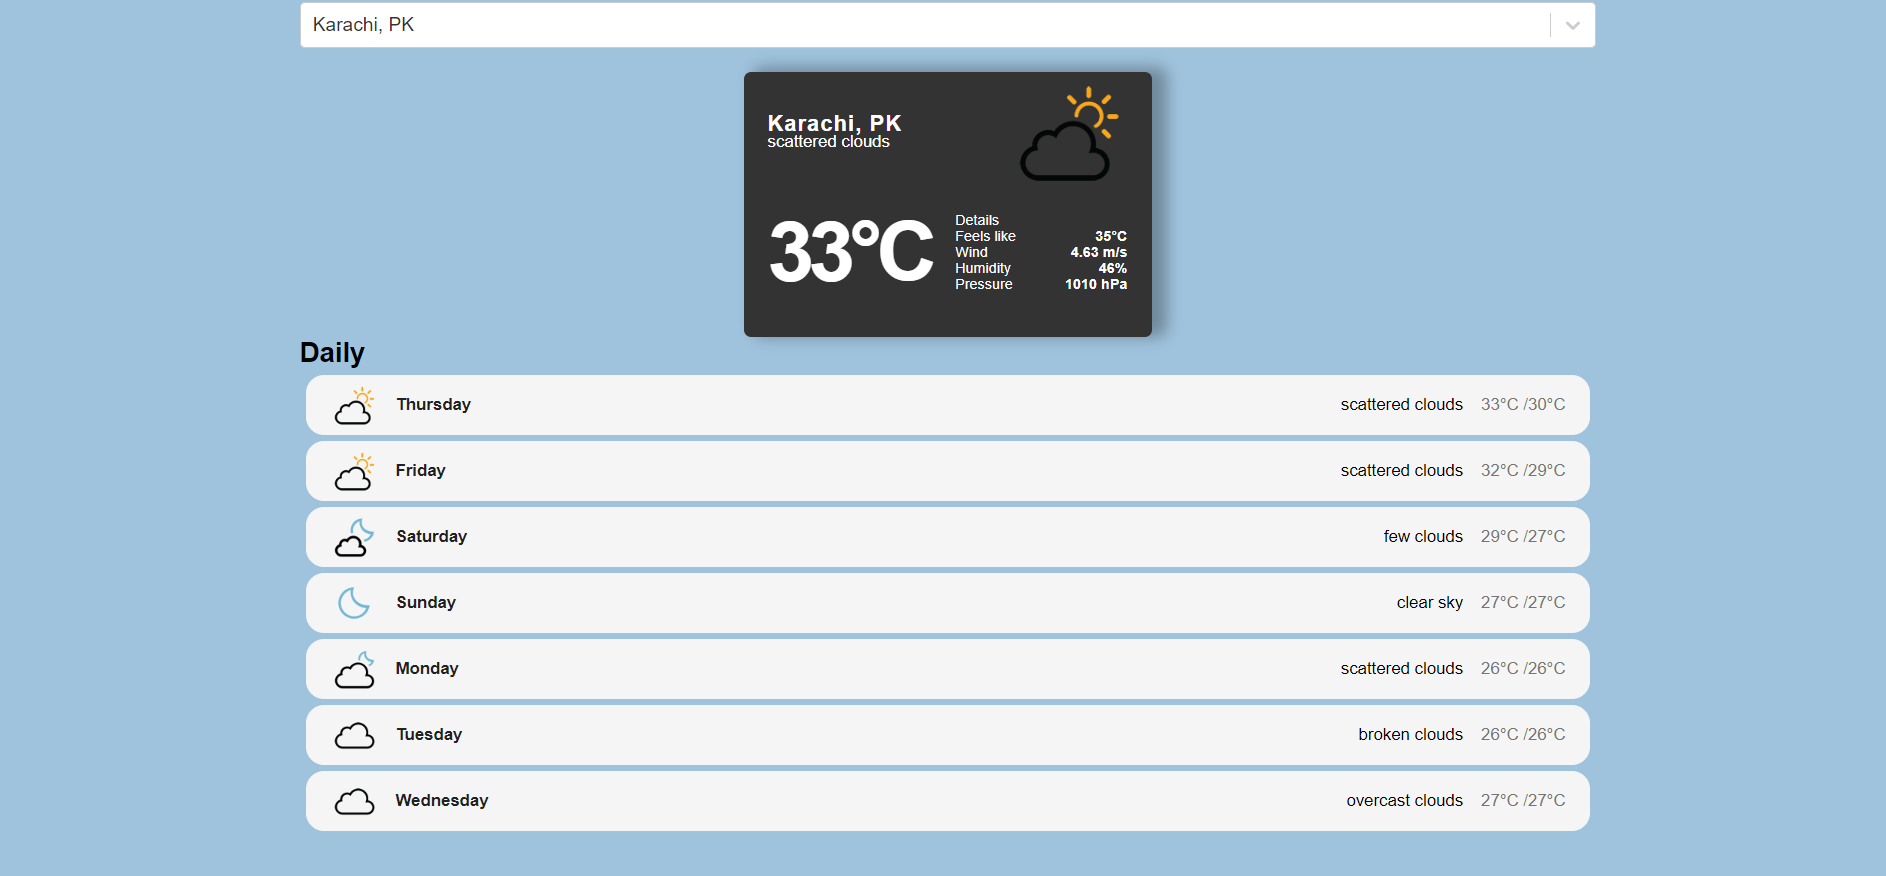 Karachi, PK
Karachi, PK
scattered clouds
33°C
Details
Feels like 35°C
Wind 4.63 m/s
Humidity 46%
Pressure 1010 hPa
Daily
Thursday scattered clouds 33°C /30°C
Friday scattered clouds 32°C /29°C
Saturday few clouds 29°C /27°C
Sunday clear sky 27°C /27°C
Monday scattered clouds 26°C /26°C
Tuesday broken clouds 26°C /26°C
Wednesday overcast clouds 27°C /27°C